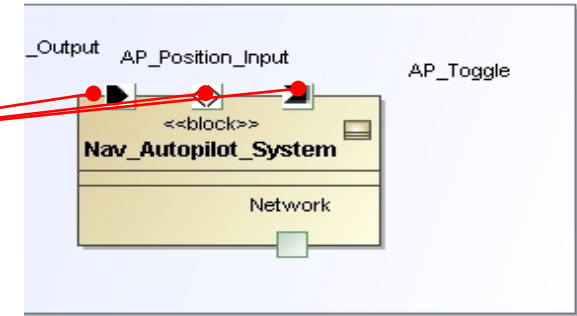 _Output
AP_Position_Input
AP_Toggle
<<block>>
Nav_Autopilot_System
Network